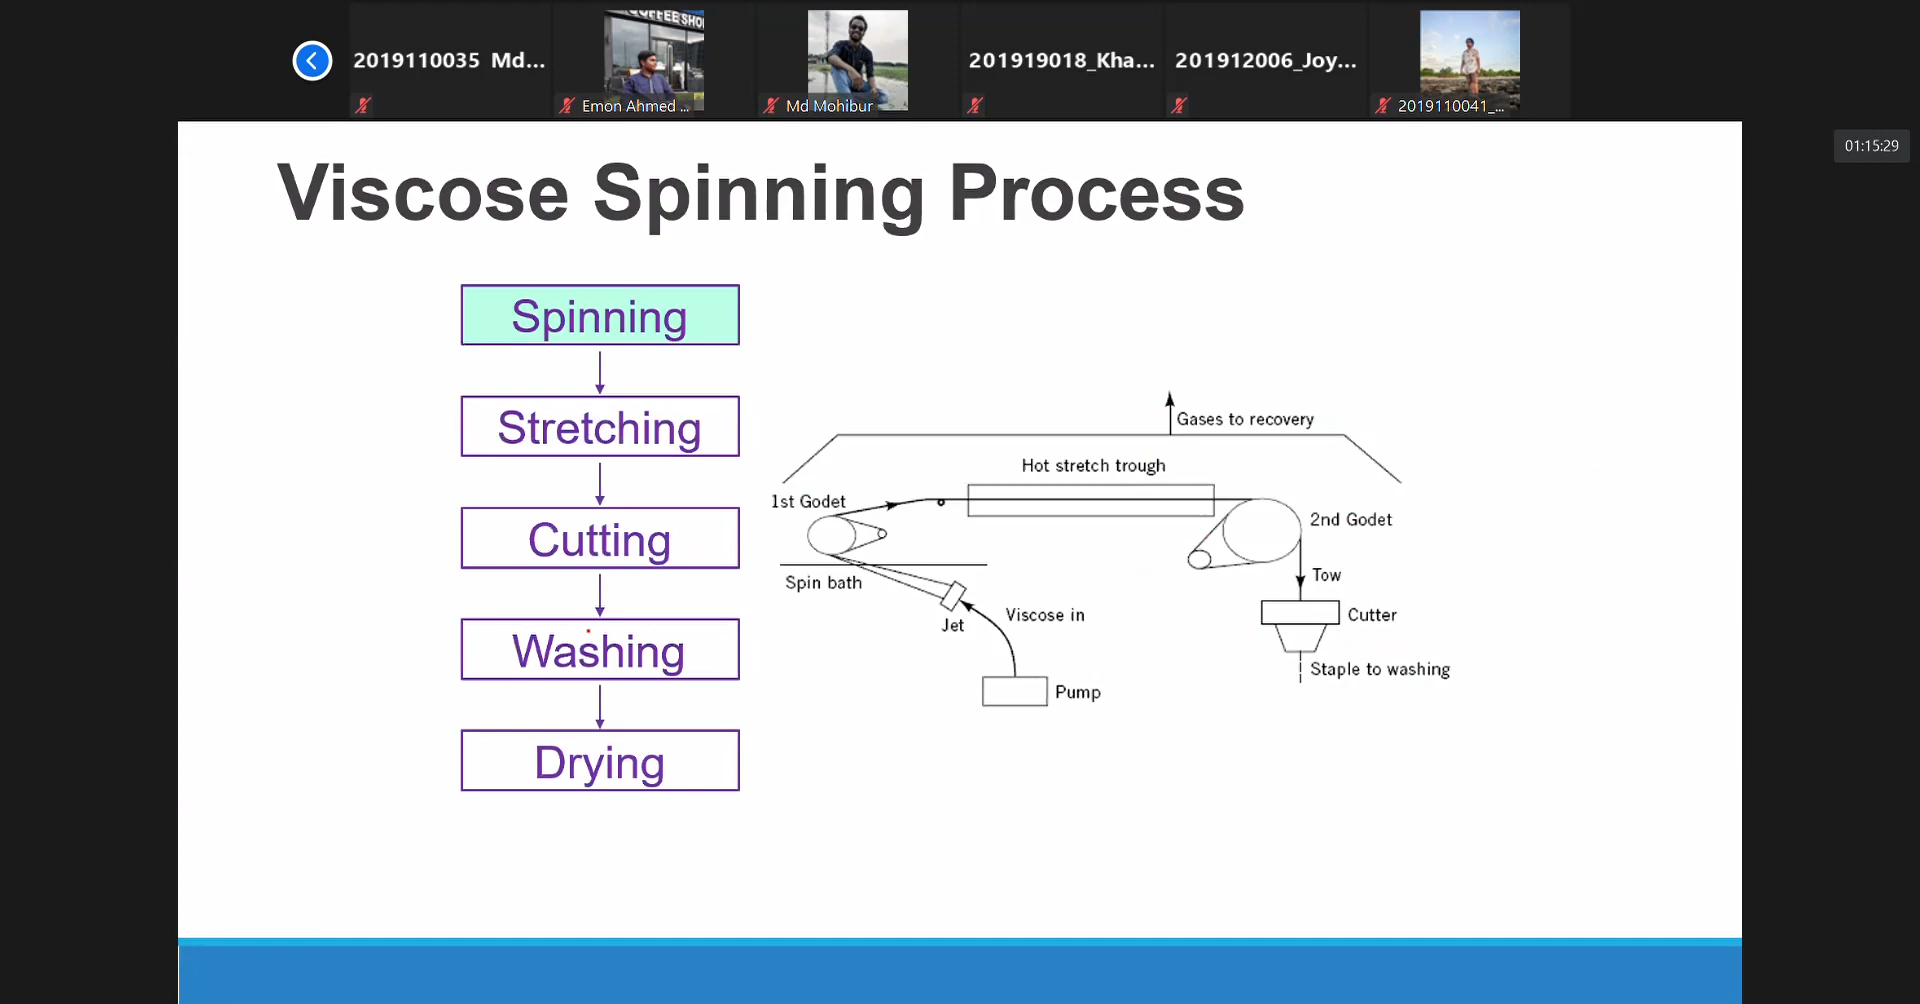 COFFEE SHO
2019110035 Md...
201919018_Kha...
201912006_Joy...
Emon Ahmed ...
Md Mohibur
2019110041_...
01:15:29
Viscose Spinning Process
Spinning
Stretching
Cutting
Washing
Drying
Gases to recovery
Hot stretch trough
1st Godet
2nd Godet
Spin bath
Tow
Viscose in
Cutter
Jet
Staple to washing
Pump